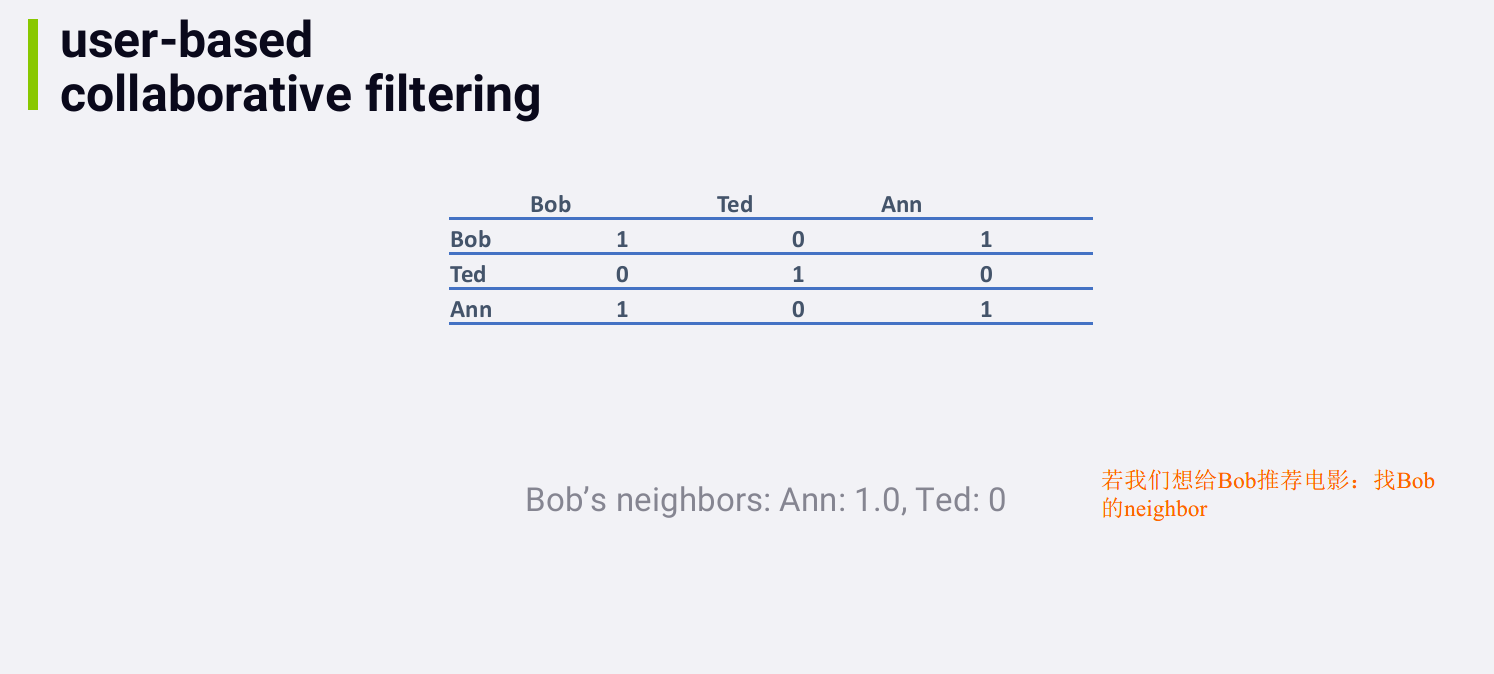 user-based
collaborative filtering
Bob Ted Ann
Bob 1 0 1
Ted 0 1 0
Ann 1 0 1
Bob’s neighbors: Ann: 1.0, Ted: 0
若我们想给Bob推荐电影：找Bob
的neighbor